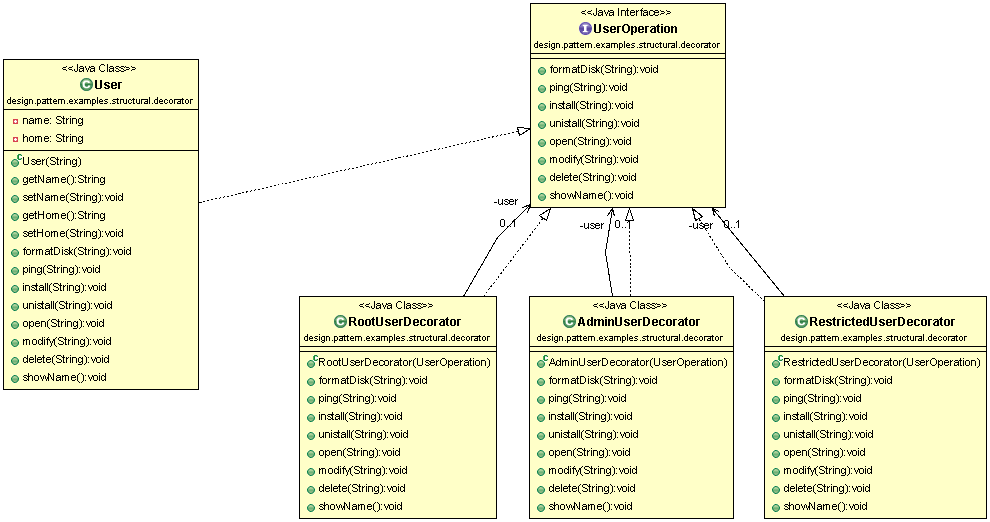 <<Java Interface>>
UserOperation
design.pattern.examples.structural.decorator
formatDisk(String):void
ping(String):void
install(String):void
unistall(String):void
open(String):void
modify(String):void
delete(String):void
showName():void
<<Java Class>>
User
design.pattern.examples.structural.decorator
name: String
home: String
User(String)
getName():String
setName(String):void
getHome():String
setHome(String):void
formatDisk(String):void
ping(String):void
install(String):void
unistall(String):void
open(String):void
modify(String):void
delete(String):void
showName():void
-user
0..1
-user
0..1
-user
0..1
<<Java Class>>
RootUserDecorator
design.pattern.examples.structural.decorator
RootUserDecorator(UserOperation)
formatDisk(String):void
ping(String):void
install(String):void
unistall(String):void
open(String):void
modify(String):void
delete(String):void
showName():void
<<Java Class>>
AdminUserDecorator
design.pattern.examples.structural.decorator
AdminUserDecorator(UserOperation)
formatDisk(String):void
ping(String):void
install(String):void
unistall(String):void
open(String):void
modify(String):void
delete(String):void
showName():void
<<Java Class>>
RestrictedUserDecorator
design.pattern.examples.structural.decorator
RestrictedUserDecorator(UserOperation)
formatDisk(String):void
ping(String):void
install(String):void
unistall(String):void
open(String):void
modify(String):void
delete(String):void
showName():void